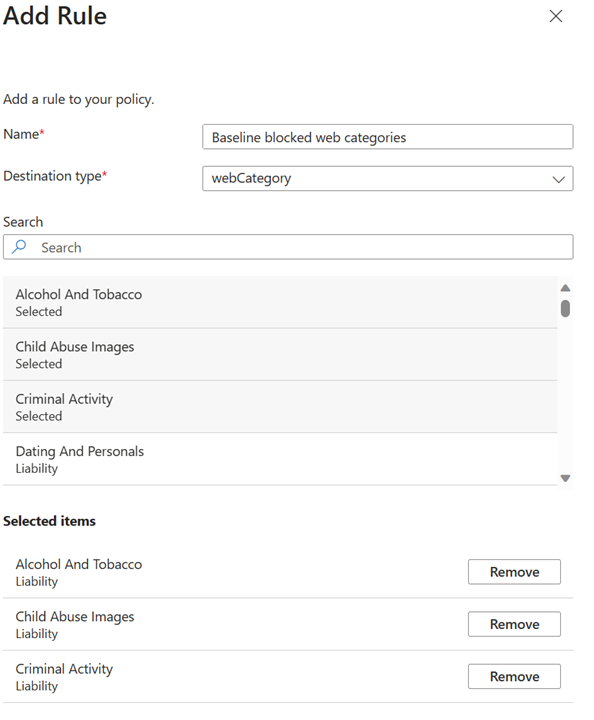 Add Rule
Add a rule to your policy.
Name*
Baseline blocked web categories
Destination type*
webCategory
Search
Search
Alcohol And Tobacco
Selected
Child Abuse Images
Selected
Criminal Activity
Selected
Dating And Personals
Liability
Selected items
Alcohol And Tobacco
Liability
Remove
Child Abuse Images
Liability
Remove
Criminal Activity
Liability
Remove